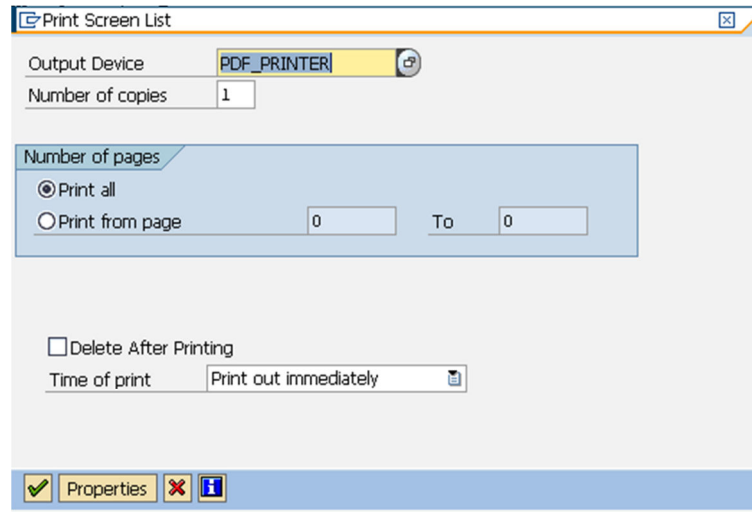 Print Screen List
Output Device PDF_PRINTER
Number of copies 1
Number of pages
Print all
Print from page 0 To 0
Delete After Printing
Time of print Print out immediately
Properties